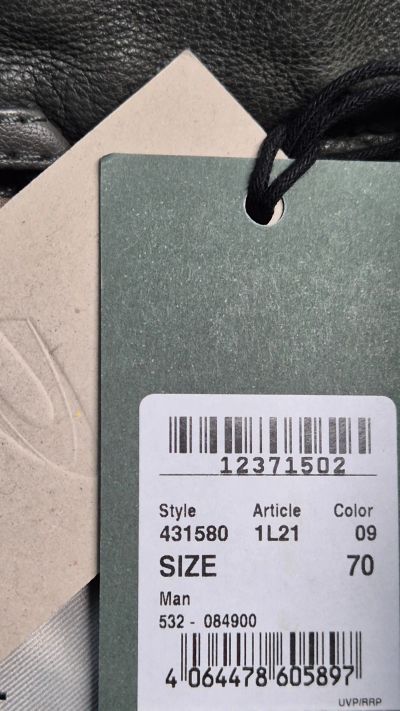 12371502
Style Article Color
431580 1L21 09
SIZE 70
Man
532 - 084900
4 064478 605897
UVP/RRP